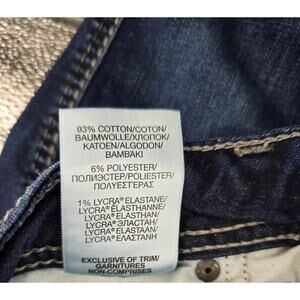 93% COTTON/COTON/
BAUMWOLLE/ХЛОПОК/
KATOEN/ALGODON/
ΒΑΜΒΑΚΙ
6% POLYESTER/
ПОЛИЭСТЕР/POLIESTER/
ΠΟΛΥΕΣΤΕΡΑΣ
1% LYCRA® ELASTANE/
LYCRA® ELASTHANNE/
LYCRA® ELASTHAN/
LYCRA® ЭЛАСТАН/
LYCRA® ELASTAAN/
LYCRA® ΕΛΑΣΤΑΝΗ
EXCLUSIVE OF TRIM/
GARNITURES
NON-COMPRISES